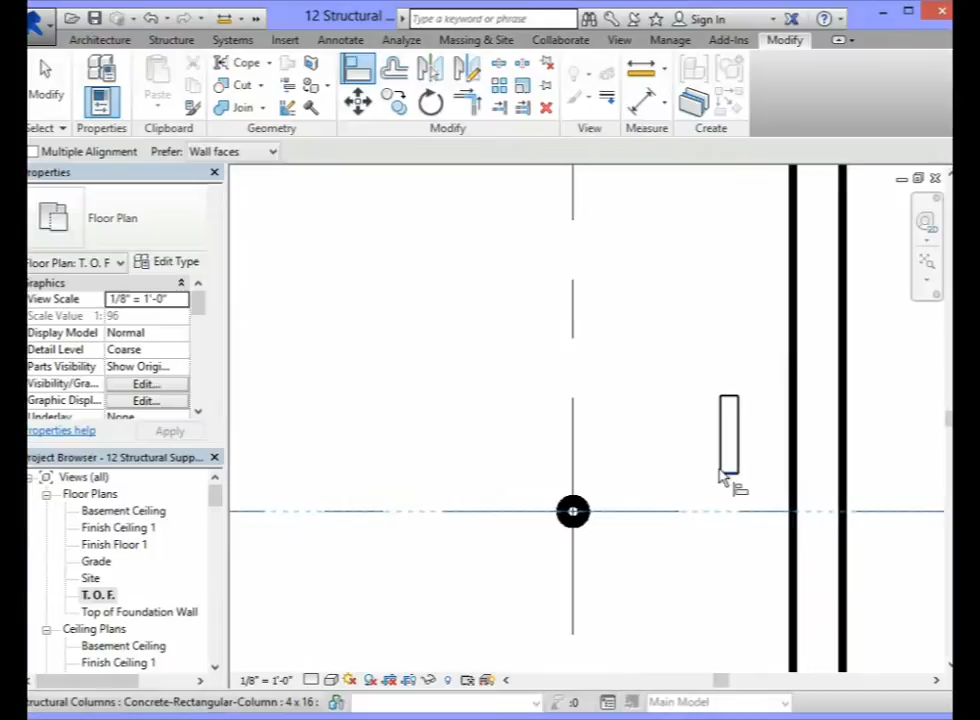 12 Structural ...
Type a keyword or phrase
Sign In
Architecture Structure Systems Insert Annotate Analyze Massing & Site Collaborate View Manage Add-Ins Modify
Modify
Properties
Paste
Cope
Cut
Join
Select
Properties
Clipboard
Geometry
Modify
View
Measure
Create
Multiple Alignment Prefer: Wall faces
roperties
Floor Plan
loor Plan: T. O. F
Edit Type
Graphics
View Scale 1/8" = 1'-0"
Scale Value 1: 96
Display Model Normal
Detail Level Coarse
Parts Visibility Show Origi...
Visibility/Gra... Edit...
Graphic Displ... Edit...
Underlay None
roperties help
Apply
roject Browser - 12 Structural Supp...
Views (all)
Floor Plans
Basement Ceiling
Finish Ceiling 1
Finish Floor 1
Grade
Site
T. O. F.
Top of Foundation Wall
Ceiling Plans
Basement Ceiling
Finish Ceiling 1
2D
1/8" = 1'-0"
tructural Columns : Concrete-Rectangular-Column : 4 x 16 :
:0
Main Model